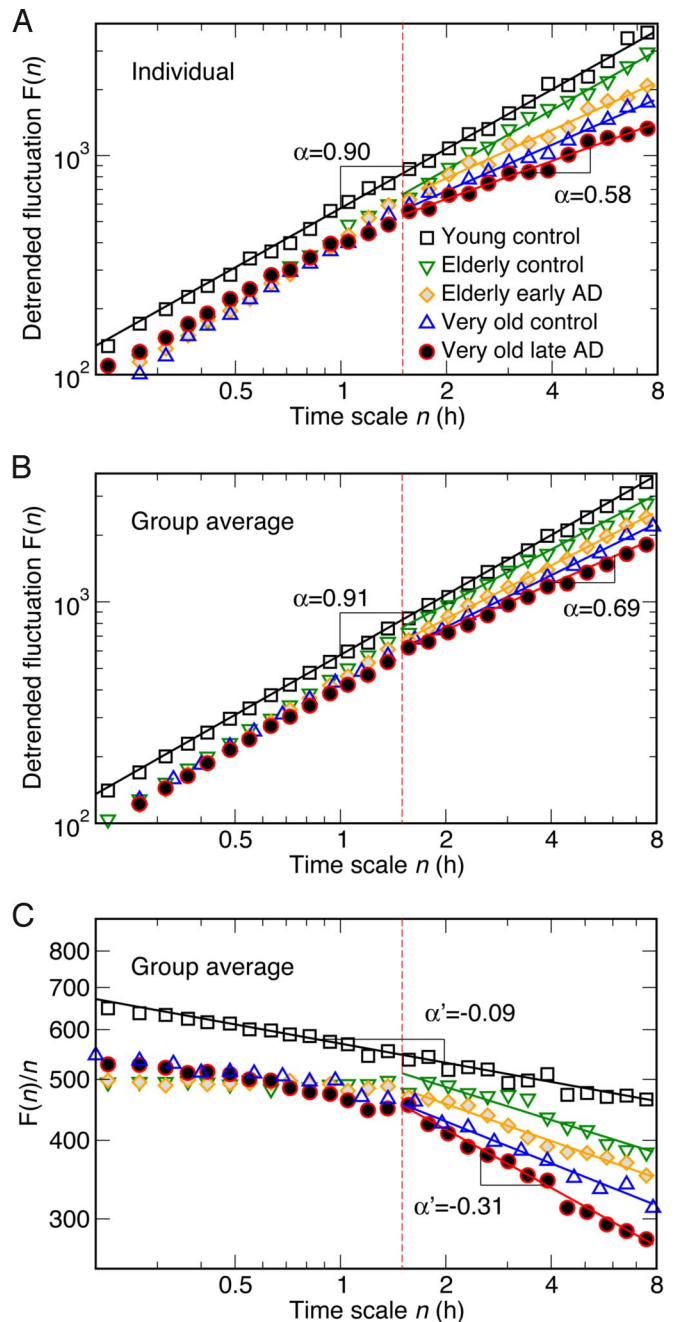 A
Detrended fluctuation F(n)
Individual
α=0.90
α=0.58
10³
10²
Young control
Elderly control
Elderly early AD
Very old control
Very old late AD
0.5 1 2 4 8
Time scale n (h)
B
Detrended fluctuation F(n)
Group average
α=0.91
α=0.69
10³
10²
0.5 1 2 4 8
Time scale n (h)
C
F(n)/n
Group average
800
700
600
500
400
300
α’=-0.09
α’=-0.31
0.5 1 2 4 8
Time scale n (h)